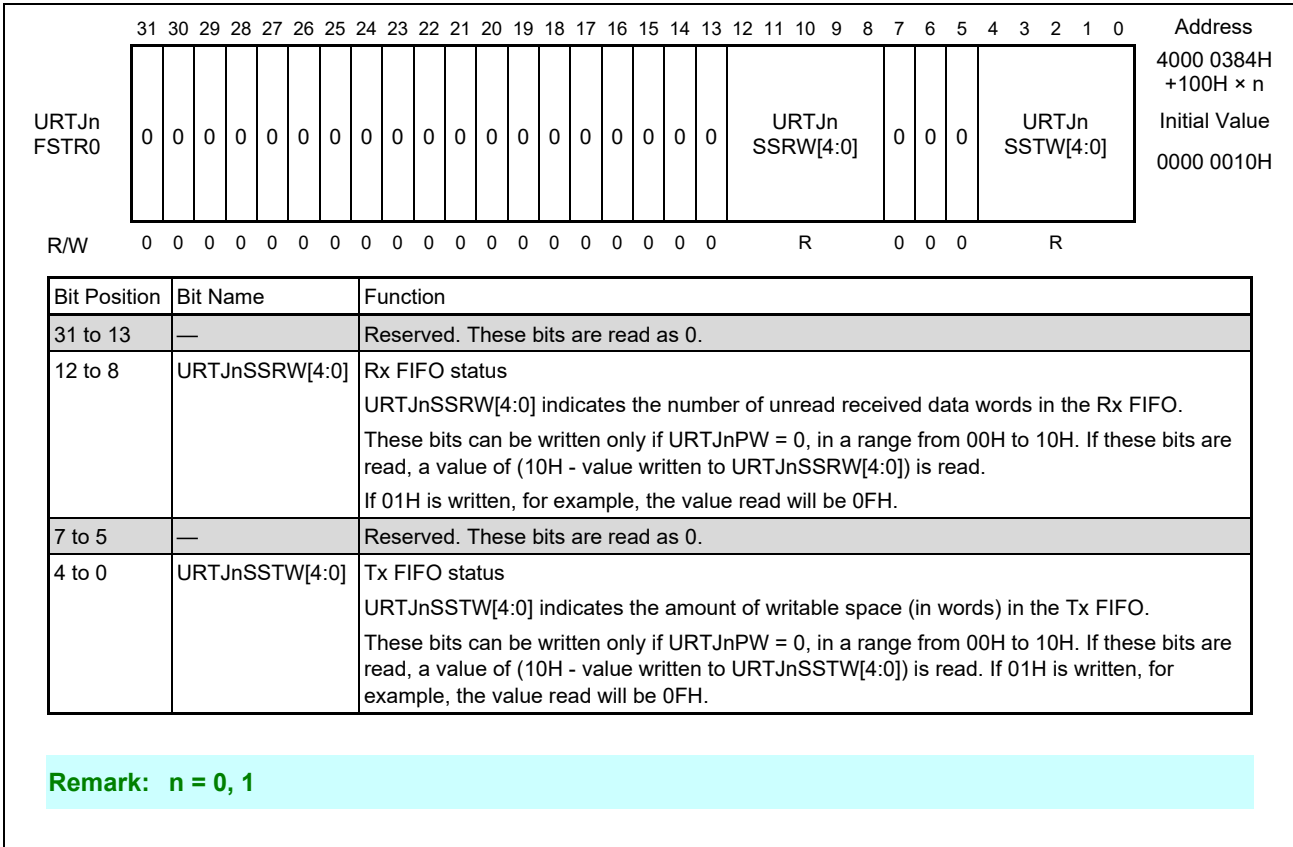 31 30 29 28 27 26 25 24 23 22 21 20 19 18 17 16 15 14 13 12 11 10 9 8 7 6 5 4 3 2 1 0 Address
4000 0384H
+100H × n
URTJn
FSTR0
0 0 0 0 0 0 0 0 0 0 0 0 0 0 0 0 0 0 0
URTJn
SSRW[4:0]
0 0 0
URTJn
SSTW[4:0]
Initial Value
0000 0010H
R/W 0 0 0 0 0 0 0 0 0 0 0 0 0 0 0 0 0 0 0 R 0 0 0 R
Bit Position Bit Name Function
31 to 13 — Reserved. These bits are read as 0.
12 to 8 URTJnSSRW[4:0] Rx FIFO status
URTJnSSRW[4:0] indicates the number of unread received data words in the Rx FIFO.
These bits can be written only if URTJnPW = 0, in a range from 00H to 10H. If these bits are
read, a value of (10H - value written to URTJnSSRW[4:0]) is read.
If 01H is written, for example, the value read will be 0FH.
7 to 5 — Reserved. These bits are read as 0.
4 to 0 URTJnSSTW[4:0] Tx FIFO status
URTJnSSTW[4:0] indicates the amount of writable space (in words) in the Tx FIFO.
These bits can be written only if URTJnPW = 0, in a range from 00H to 10H. If these bits are
read, a value of (10H - value written to URTJnSSTW[4:0]) is read. If 01H is written, for
example, the value read will be 0FH.
Remark: n = 0, 1